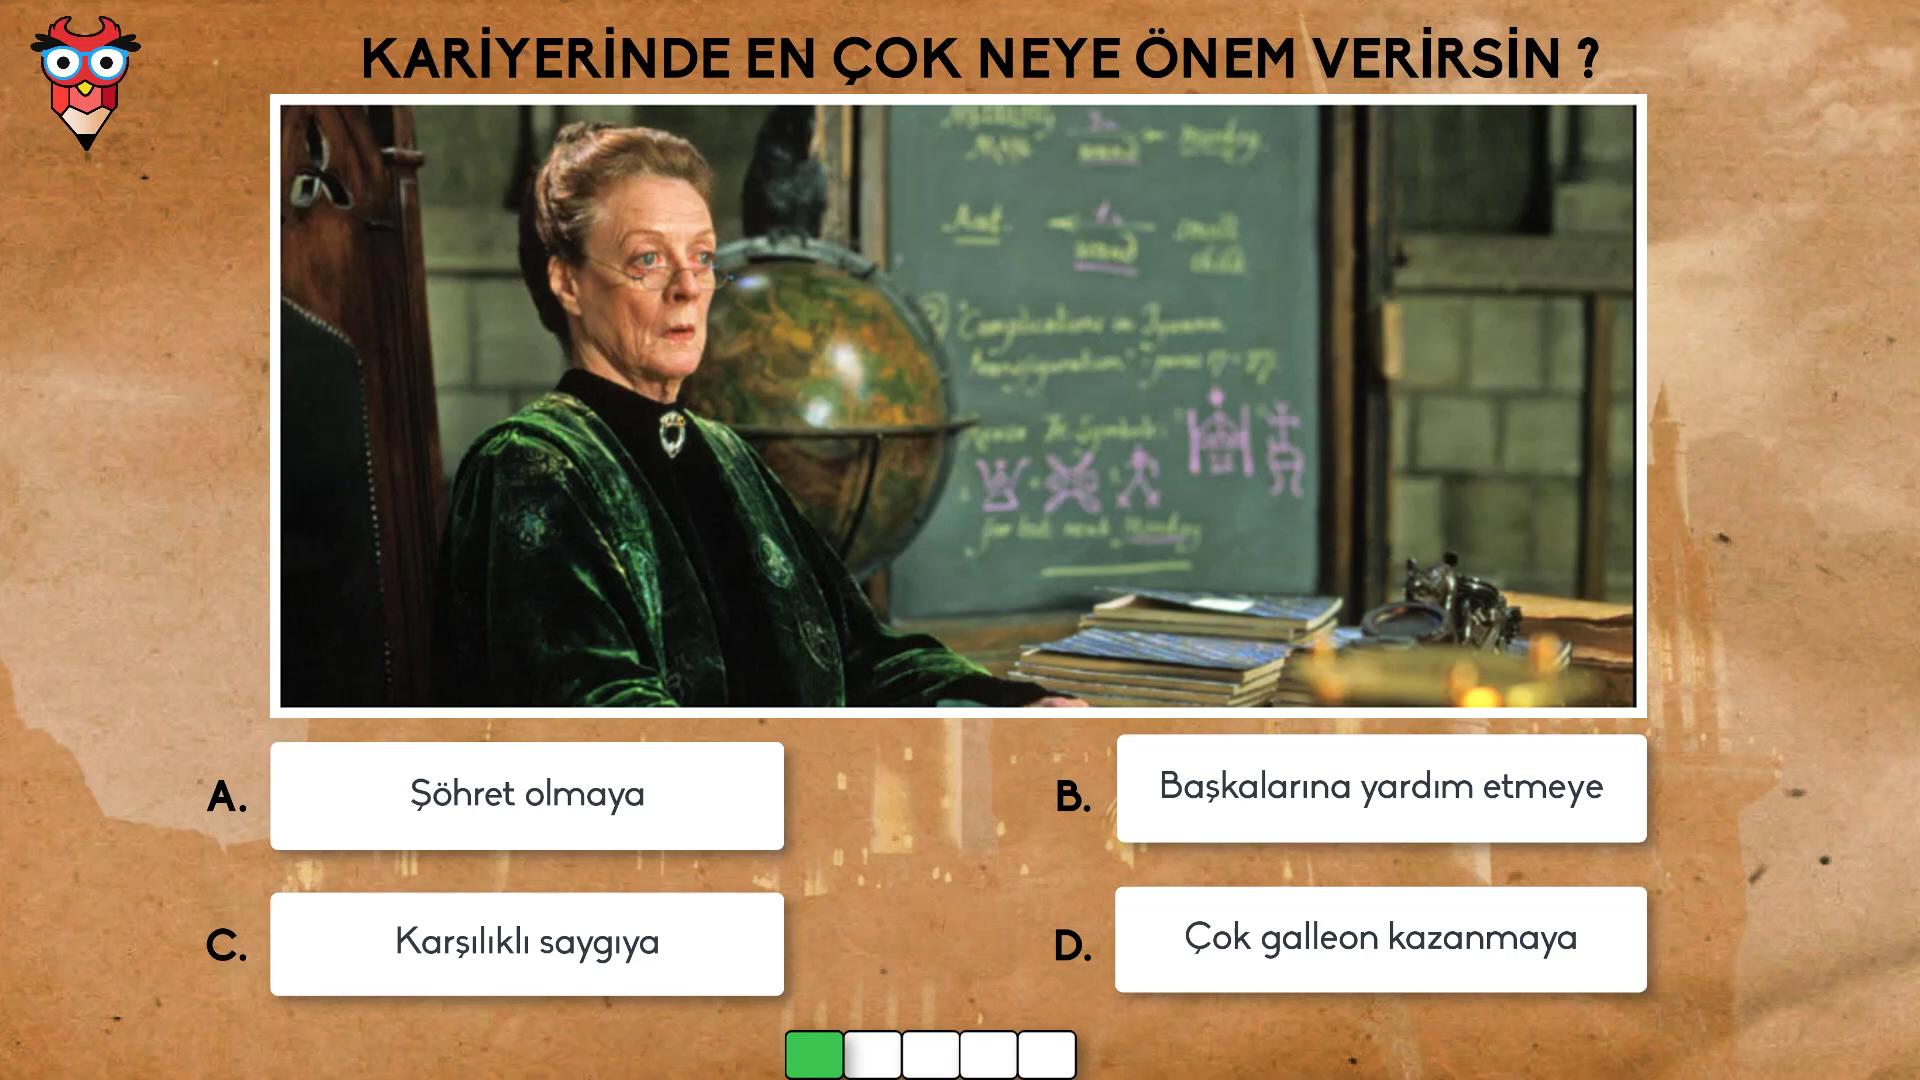 KARİYERİNDE EN ÇOK NEYE ÖNEM VERİRSİN ?
A. Şöhret olmaya
B. Başkalarına yardım etmeye
C. Karşılıklı saygıya
D. Çok galleon kazanmaya